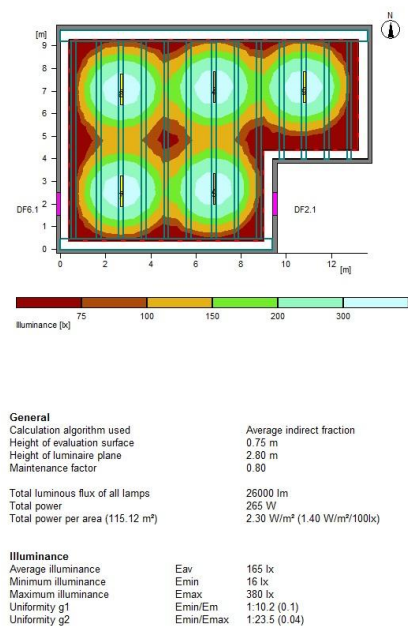 N
[m]
9
8
7
6
5
4
3
2
1
0
DF6.1
DF2.1
0 2 4 6 8 10 12
[m]
75 100 150 200 300
Illuminance [lx]
General
Calculation algorithm used Average indirect fraction
Height of evaluation surface 0.75 m
Height of luminaire plane 2.80 m
Maintenance factor 0.80
Total luminous flux of all lamps 26000 lm
Total power 265 W
Total power per area (115.12 m²) 2.30 W/m² (1.40 W/m²/100lx)
Illuminance
Average illuminance Eav 165 lx
Minimum illuminance Emin 16 lx
Maximum illuminance Emax 380 lx
Uniformity g1 Emin/Em 1:10.2 (0.1)
Uniformity g2 Emin/Emax 1:23.5 (0.04)